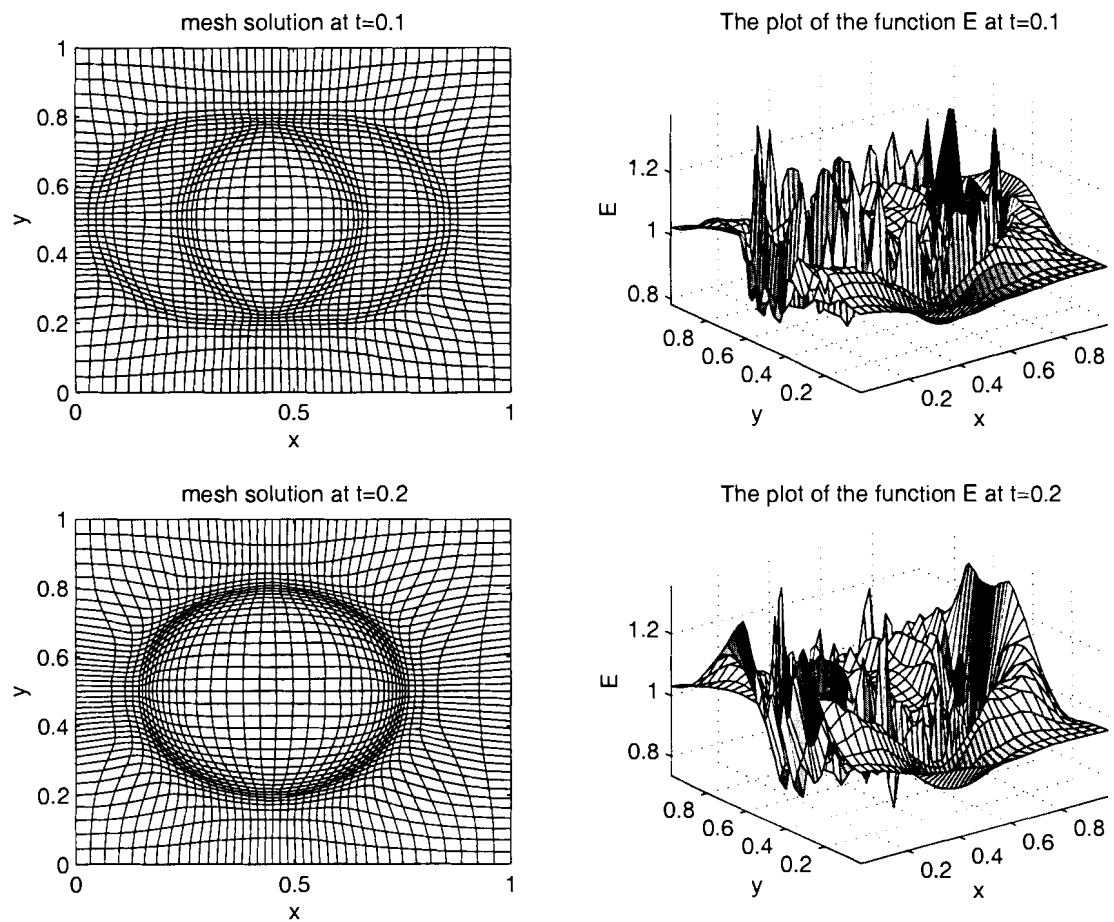 mesh solution at t=0.1
1
0.8
0.6
y
0.4
0.2
0
0
0.5
1
x
The plot of the function E at t=0.1
1.2
E
1
0.8
0.8
0.6
0.4
0.2
y
0.2
0.4
0.6
0.8
x
mesh solution at t=0.2
1
0.8
0.6
y
0.4
0.2
0
0
0.5
1
x
The plot of the function E at t=0.2
1.2
E
1
0.8
0.8
0.6
0.4
0.2
y
0.2
0.4
0.6
0.8
x